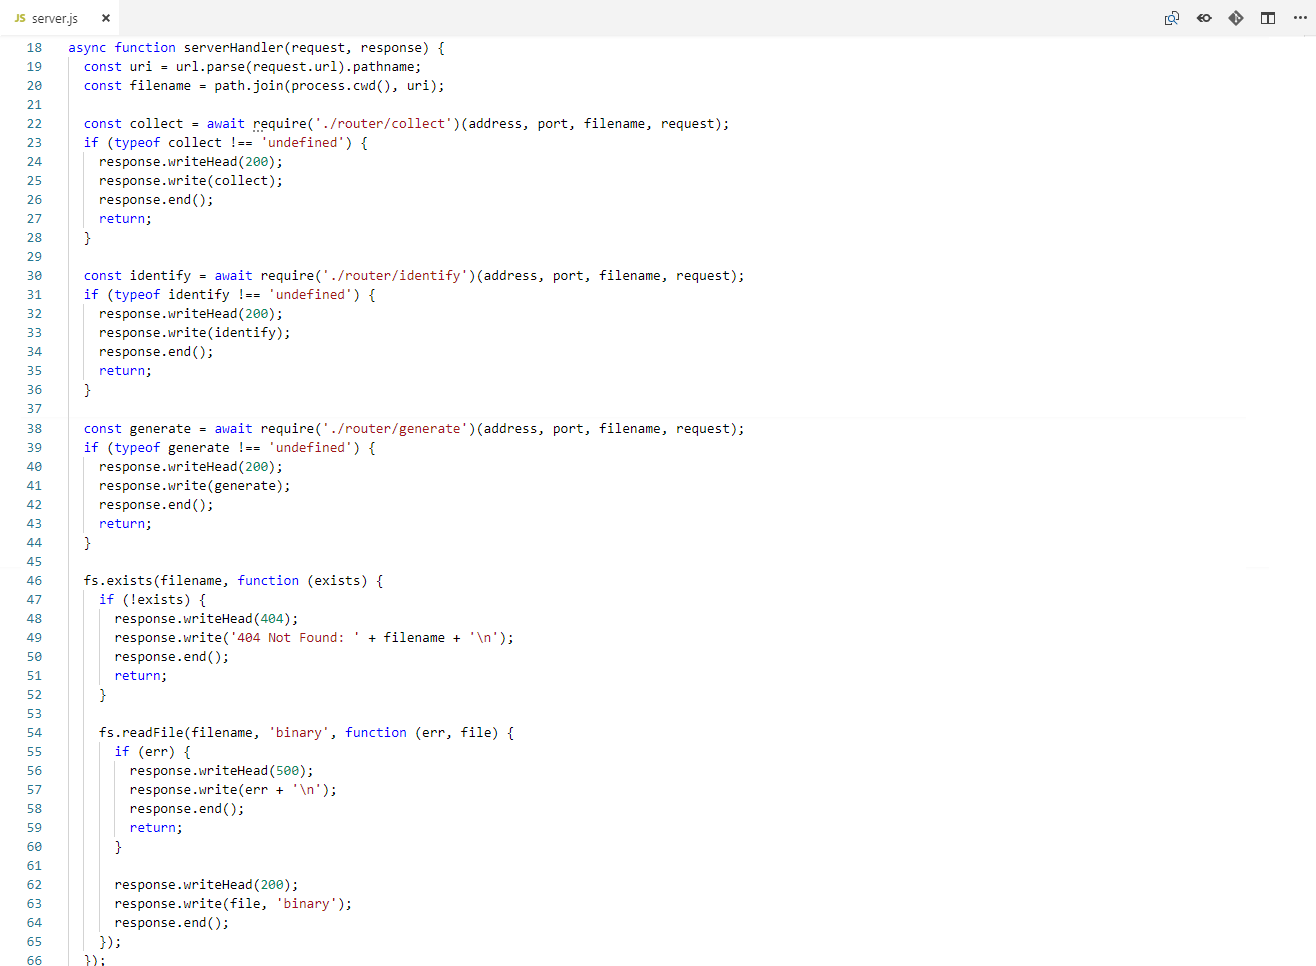 JS server.js ×
18 async function serverHandler(request, response) {
19   const uri = url.parse(request.url).pathname;
20   const filename = path.join(process.cwd(), uri);
21
22   const collect = await require('./router/collect')(address, port, filename, request);
23   if (typeof collect !== 'undefined') {
24     response.writeHead(200);
25     response.write(collect);
26     response.end();
27     return;
28   }
29
30   const identify = await require('./router/identify')(address, port, filename, request);
31   if (typeof identify !== 'undefined') {
32     response.writeHead(200);
33     response.write(identify);
34     response.end();
35     return;
36   }
37
38   const generate = await require('./router/generate')(address, port, filename, request);
39   if (typeof generate !== 'undefined') {
40     response.writeHead(200);
41     response.write(generate);
42     response.end();
43     return;
44   }
45
46   fs.exists(filename, function (exists) {
47     if (!exists) {
48       response.writeHead(404);
49       response.write('404 Not Found: ' + filename + '\n');
50       response.end();
51       return;
52     }
53
54     fs.readFile(filename, 'binary', function (err, file) {
55       if (err) {
56         response.writeHead(500);
57         response.write(err + '\n');
58         response.end();
59         return;
60       }
61
62       response.writeHead(200);
63       response.write(file, 'binary');
64       response.end();
65     });
66   });